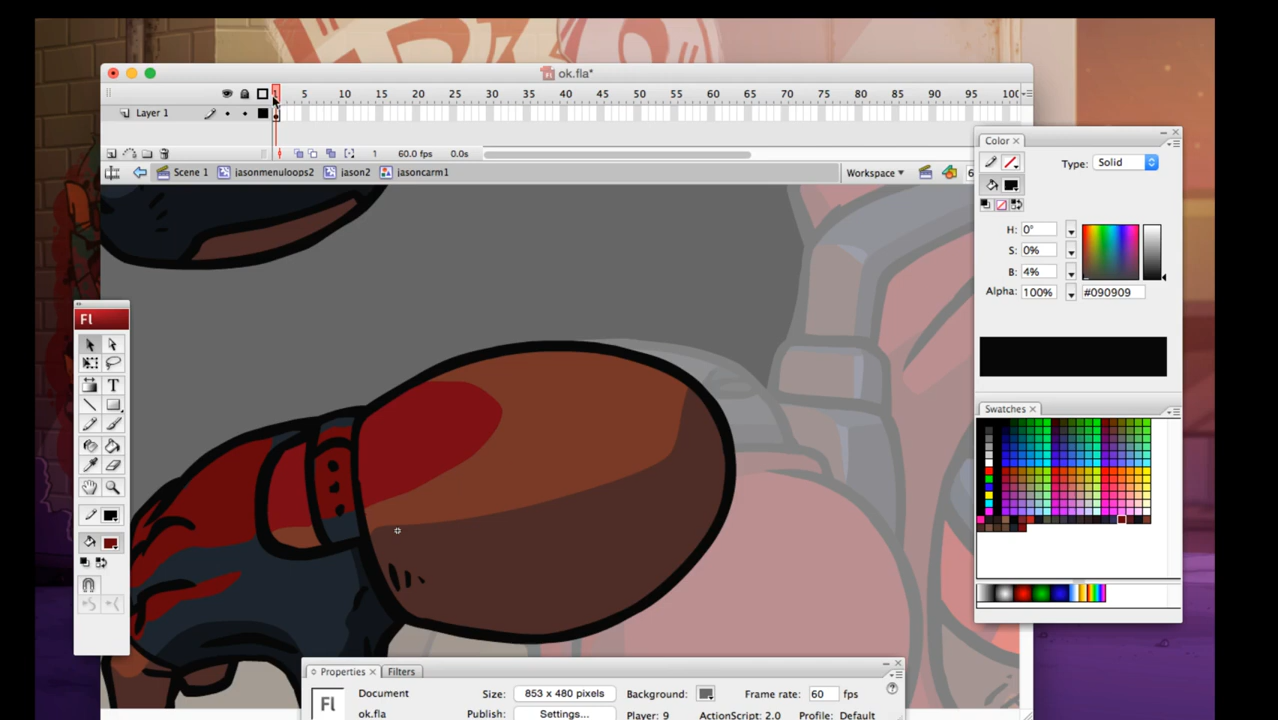 ok.fla*
1 5 10 15 20 25 30 35 40 45 50 55 60 65 70 75 80 85 90 95 100
Layer 1
1 60.0 fps 0.0s
Scene 1 jasonmenuloops2 jason2 jasoncarm1 Workspace ▾ 6
Color ×
Type: Solid
H: 0°
S: 0%
B: 4%
Alpha: 100% #090909
Fl
T
Swatches ×
Properties × Filters
Fl
Document Size: 853 x 480 pixels Background: Frame rate: 60 fps
ok.fla Publish: Settings... Player: 9 ActionScript: 2.0 Profile: Default